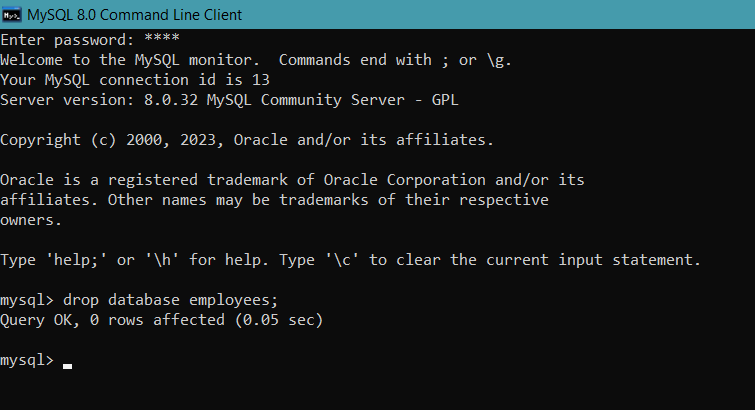 MySQL 8.0 Command Line Client
Enter password: ****
Welcome to the MySQL monitor.  Commands end with ; or \g.
Your MySQL connection id is 13
Server version: 8.0.32 MySQL Community Server - GPL
Copyright (c) 2000, 2023, Oracle and/or its affiliates.
Oracle is a registered trademark of Oracle Corporation and/or its
affiliates. Other names may be trademarks of their respective
owners.
Type 'help;' or '\h' for help. Type '\c' to clear the current input statement.
mysql> drop database employees;
Query OK, 0 rows affected (0.05 sec)
mysql>